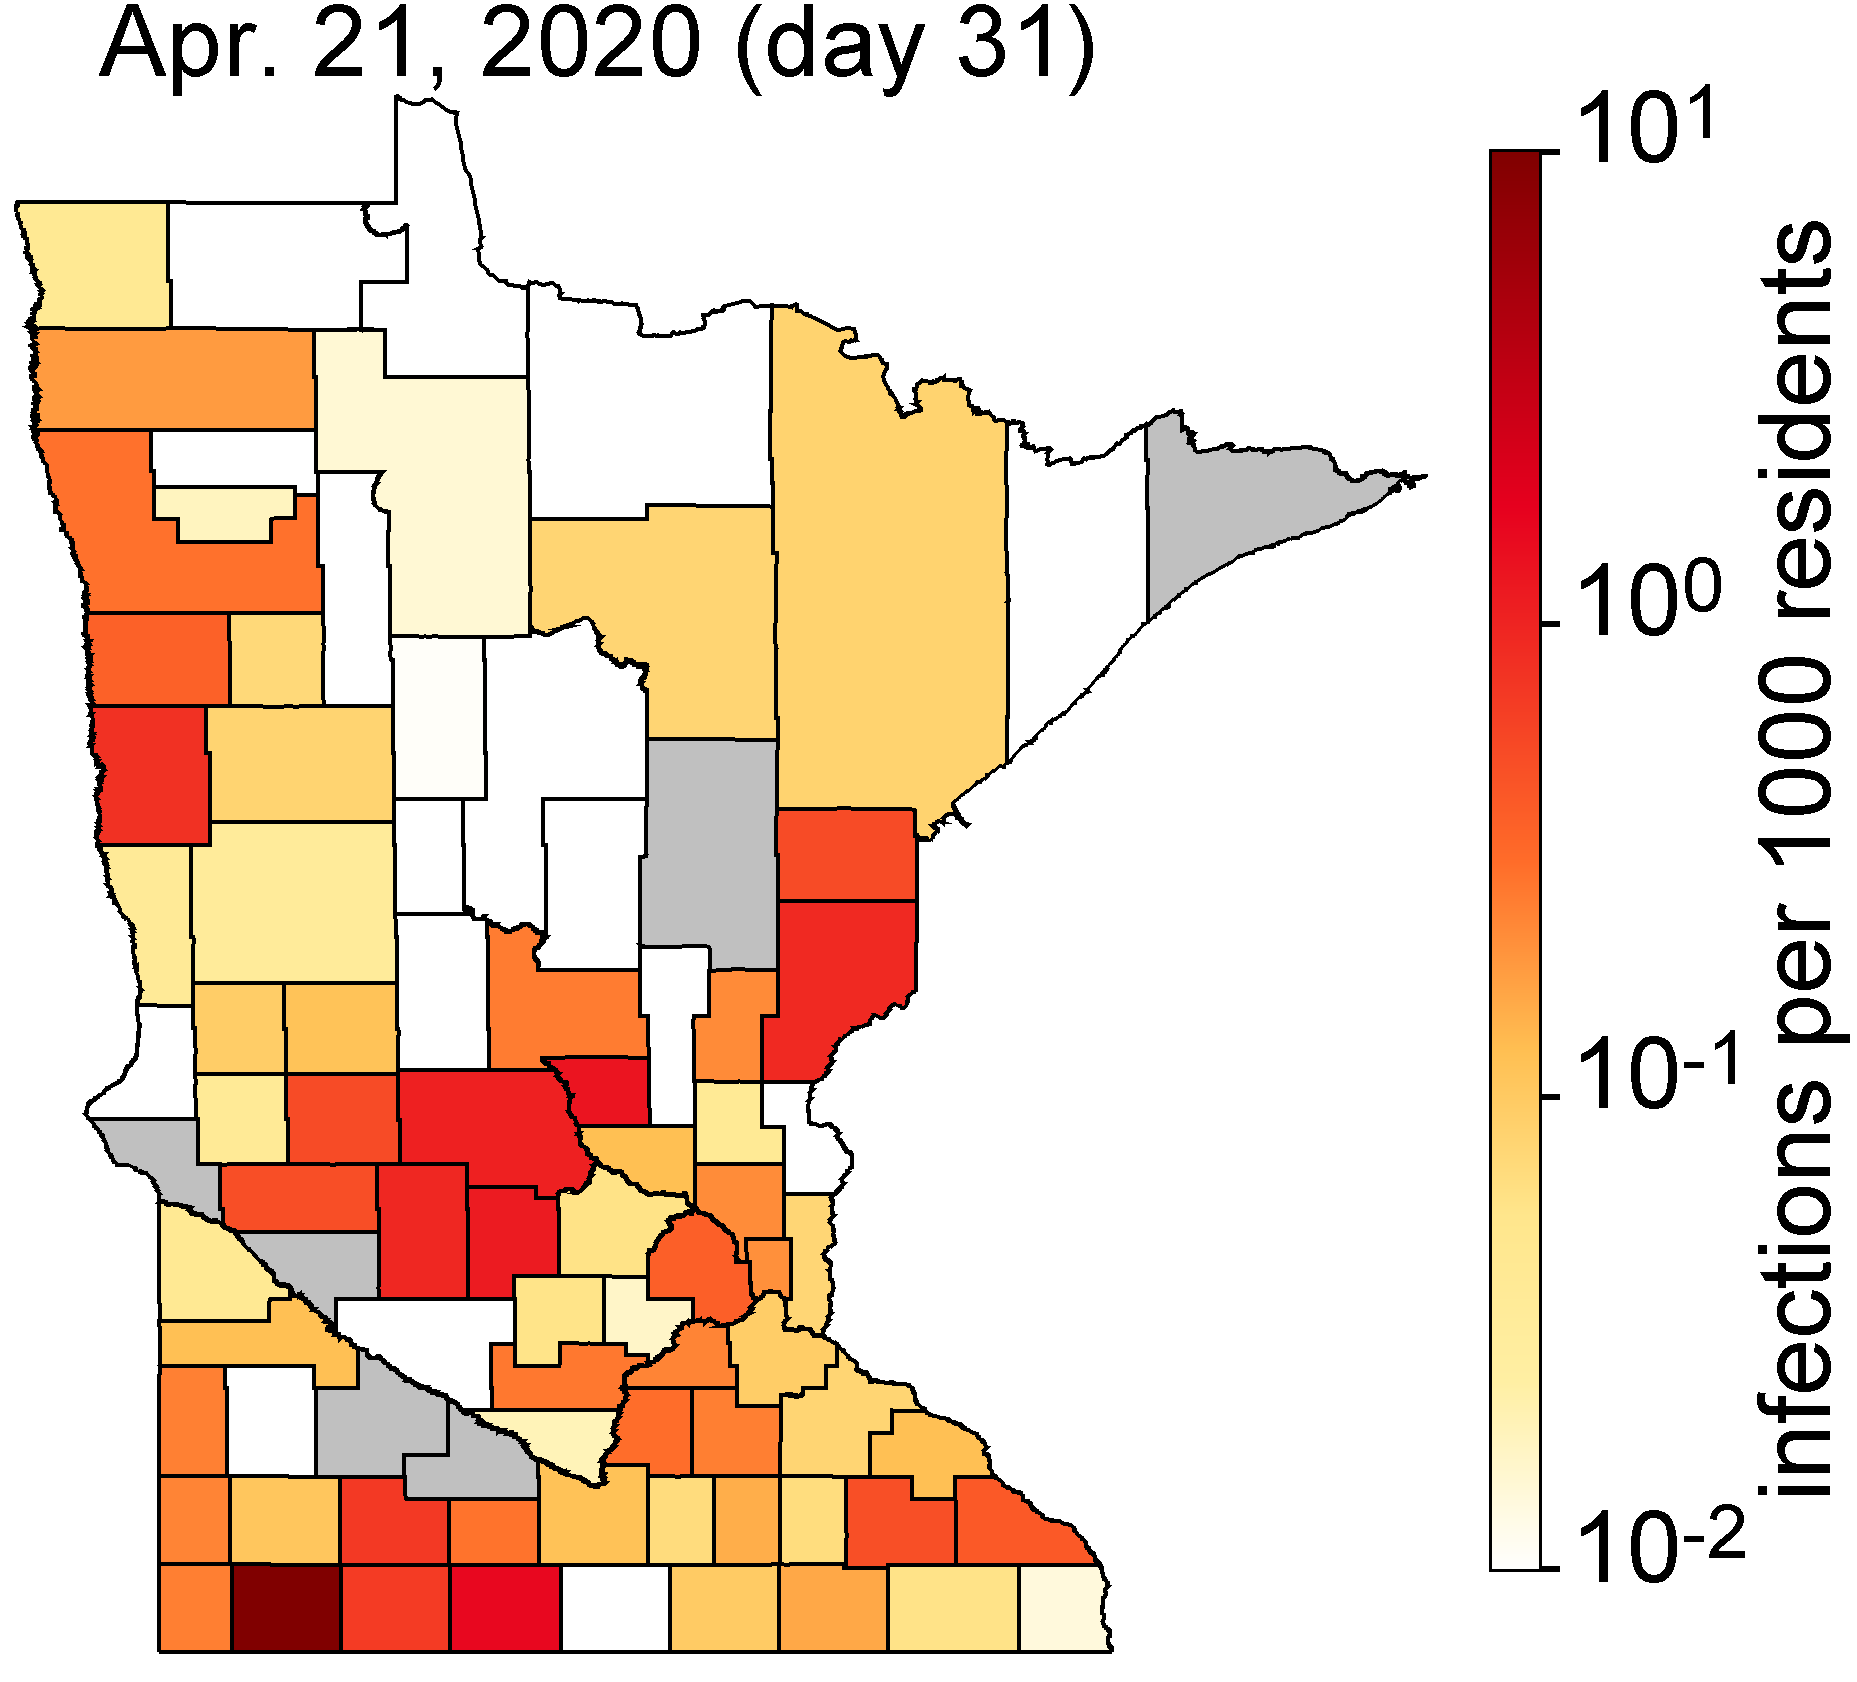 Apr. 21, 2020 (day 31)
10¹
10⁰
10⁻¹
10⁻²
infections per 1000 residents